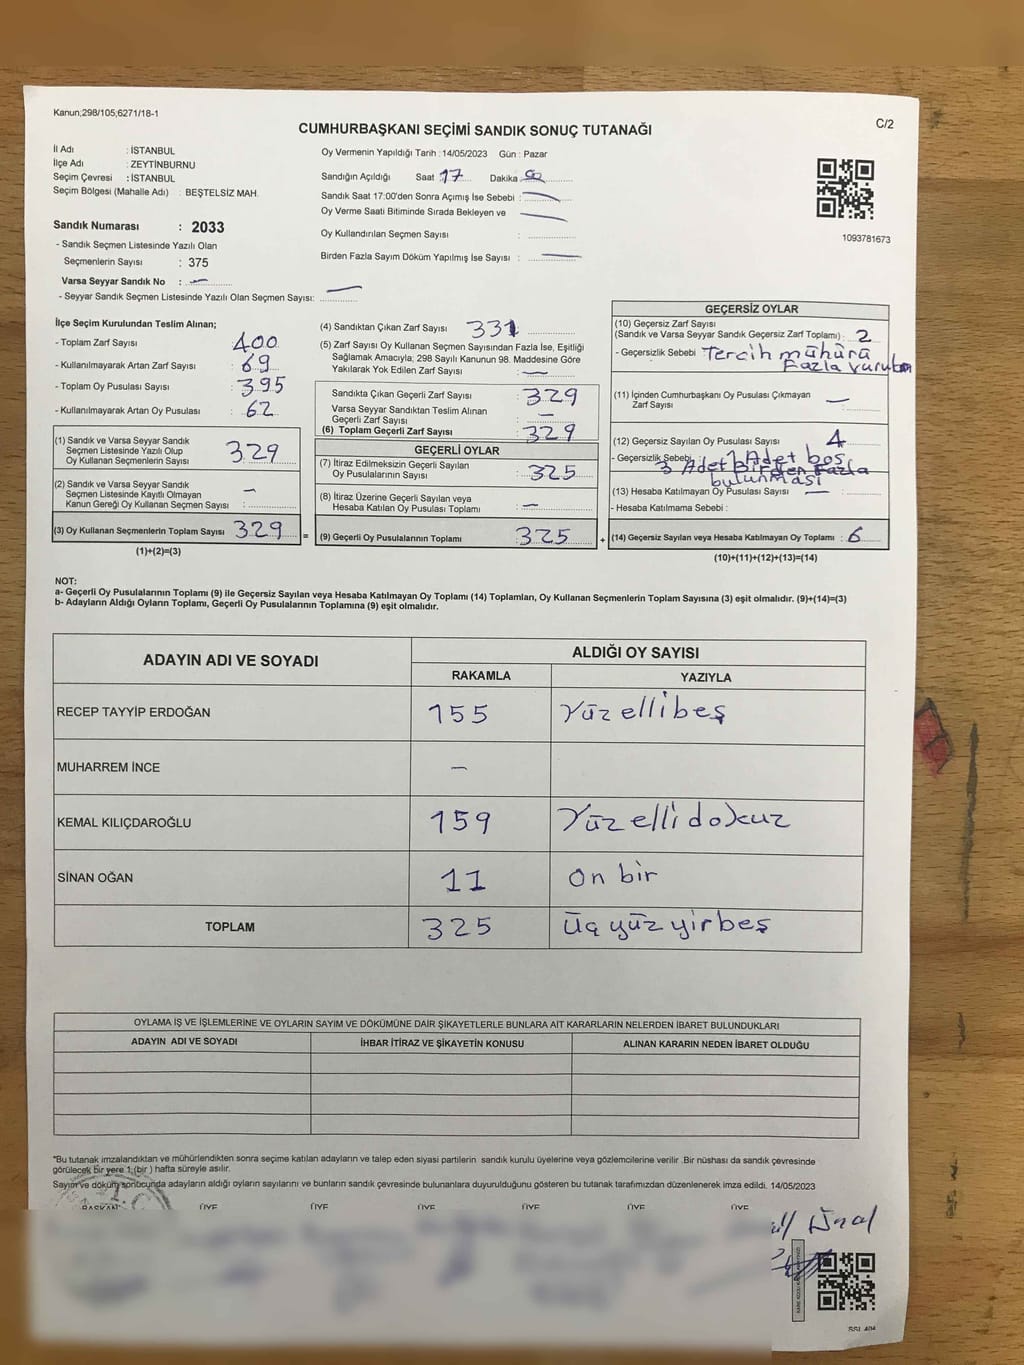 Kanun;298/105;6271/18-1
C/2
CUMHURBAŞKANI SEÇİMİ SANDIK SONUÇ TUTANAĞI
İl Adı : İSTANBUL
İlçe Adı : ZEYTİNBURNU
Seçim Çevresi : İSTANBUL
Seçim Bölgesi (Mahalle Adı) : BEŞTELSİZ MAH.
Sandık Numarası : 2033
- Sandık Seçmen Listesinde Yazılı Olan
Seçmenlerin Sayısı : 375
Varsa Seyyar Sandık No : —
- Seyyar Sandık Seçmen Listesinde Yazılı Olan Seçmen Sayısı: —
Oy Vermenin Yapıldığı Tarih : 14/05/2023 Gün : Pazar
Sandığın Açıldığı Saat : 17 Dakika
Sandık Saat 17:00'den Sonra Açımış İse Sebebi : —
Oy Verme Saati Bitiminde Sırada Bekleyen ve —
Oy Kullandırılan Seçmen Sayısı :
Birden Fazla Sayım Döküm Yapılmış İse Sayısı : —
1093781673
İlçe Seçim Kurulundan Teslim Alınan;
- Toplam Zarf Sayısı : 400
- Kullanılmayarak Artan Zarf Sayısı : 69
- Toplam Oy Pusulası Sayısı : 395
- Kullanılmayarak Artan Oy Pusulası : 62
(1) Sandık ve Varsa Seyyar Sandık
Seçmen Listesinde Yazılı Olup
Oy Kullanan Seçmenlerin Sayısı : 329
(2) Sandık ve Varsa Seyyar Sandık
Seçmen Listesinde Kayıtlı Olmayan
Kanun Gereği Oy Kullanan Seçmen Sayısı : —
(3) Oy Kullanan Seçmenlerin Toplam Sayısı 329 =
(1)+(2)=(3)
(4) Sandıktan Çıkan Zarf Sayısı 331
(5) Zarf Sayısı Oy Kullanan Seçmen Sayısından Fazla İse, Eşitliği
Sağlamak Amacıyla; 298 Sayılı Kanunun 98. Maddesine Göre
Yakılarak Yok Edilen Zarf Sayısı : —
Sandıkta Çıkan Geçerli Zarf Sayısı : 329
Varsa Seyyar Sandıktan Teslim Alınan
Geçerli Zarf Sayısı : —
(6) Toplam Geçerli Zarf Sayısı : 329
GEÇERLİ OYLAR
(7) İtiraz Edilmeksizin Geçerli Sayılan
Oy Pusulalarının Sayısı : 325
(8) İtiraz Üzerine Geçerli Sayılan veya
Hesaba Katılan Oy Pusulası Toplamı : —
(9) Geçerli Oy Pusulalarının Toplamı : 325 +
GEÇERSİZ OYLAR
(10) Geçersiz Zarf Sayısı
(Sandık ve Varsa Seyyar Sandık Geçersiz Zarf Toplamı) : 2
- Geçersizlik Sebebi : Tercih mühürü
Fazla
(11) İçinden Cumhurbaşkanı Oy Pusulası Çıkmayan
Zarf Sayısı : —
(12) Geçersiz Sayılan Oy Pusulası Sayısı : 4
- Geçersizlik Sebebi : 1 Adet boş
3 Adet Birden Fazla
bulunması
(13) Hesaba Katılmayan Oy Pusulası Sayısı : —
- Hesaba Katılmama Sebebi :
(14) Geçersiz Sayılan veya Hesaba Katılmayan Oy Toplamı : 6
(10)+(11)+(12)+(13)=(14)
NOT:
a- Geçerli Oy Pusulalarının Toplamı (9) ile Geçersiz Sayılan veya Hesaba Katılmayan Oy Toplamı (14) Toplamları, Oy Kullanan Seçmenlerin Toplam Sayısına (3) eşit olmalıdır. (9)+(14)=(3)
b- Adayların Aldığı Oyların Toplamı, Geçerli Oy Pusulalarının Toplamına (9) eşit olmalıdır.
ADAYIN ADI VE SOYADI ALDIĞI OY SAYISI
RAKAMLA YAZIYLA
RECEP TAYYİP ERDOĞAN 155 Yüz elli beş
MUHARREM İNCE —
KEMAL KILIÇDAROĞLU 159 Yüz elli dokuz
SİNAN OĞAN 11 On bir
TOPLAM 325 Üç yüz yirbeş
OYLAMA İŞ VE İŞLEMLERİNE VE OYLARIN SAYIM VE DÖKÜMÜNE DAİR ŞİKAYETLERLE BUNLARA AİT KARARLARIN NELERDEN İBARET BULUNDUKLARI
ADAYIN ADI VE SOYADI İHBAR İTİRAZ VE ŞİKAYETİN KONUSU ALINAN KARARIN NEDEN İBARET OLDUĞU
*Bu tutanak imzalandıktan ve mühürlendikten sonra seçime katılan adayların ve talep eden siyasi partilerin sandık kurulu üyelerine veya gözlemcilerine verilir .Bir nüshası da sandık çevresinde
görülecek bir yere 1 (bir ) hafta süreyle asılır.
Sayım ve döküm sonucunda adayların aldığı oyların sayılarını ve bunların sandık çevresinde bulunanlara duyurulduğunu gösteren bu tutanak tarafımızdan düzenlenerek imza edildi. 14/05/2023
BAŞKAN ÜYE ÜYE ÜYE ÜYE ÜYE ÜYE
Ünal